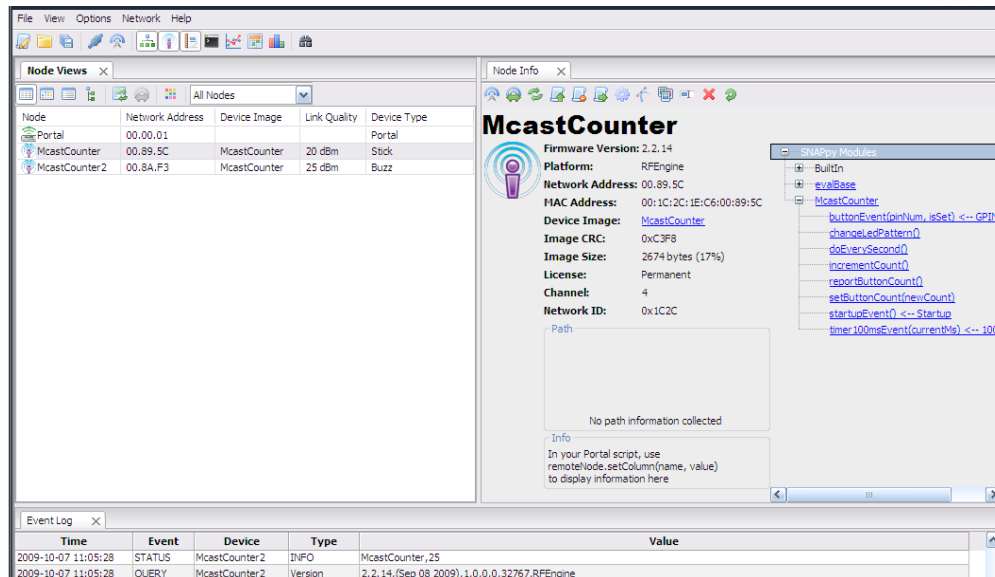 File View Options Network Help
Node Views
All Nodes
Node Network Address Device Image Link Quality Device Type
Portal 00.00.01 Portal
McastCounter 00.89.5C McastCounter 20 dBm Stick
McastCounter2 00.8A.F3 McastCounter 25 dBm Buzz
Node Info
McastCounter
Firmware Version: 2.2.14
Platform: RFEngine
Network Address: 00.89.5C
MAC Address: 00:1C:2C:1E:C6:00:89:5C
Device Image: McastCounter
Image CRC: 0xC3F8
Image Size: 2674 bytes (17%)
License: Permanent
Channel: 4
Network ID: 0x1C2C
Path
No path information collected
Info
In your Portal script, use
remoteNode.setColumn(name, value)
to display information here
SNAPpy Modules
BuiltIn
evalBase
McastCounter
buttonEvent(pinNum, isSet) <-- GPIN
changeLedPattern()
doEverySecond()
incrementCount()
reportButtonCount()
setButtonCount(newCount)
startupEvent() <-- Startup
timer100msEvent(currentMs) <-- 100
Event Log
Time Event Device Type Value
2009-10-07 11:05:28 STATUS McastCounter2 INFO McastCounter,25
2009-10-07 11:05:28 QUERY McastCounter2 Version 2.2.14,(Sep 08 2009),1,0,0,0,32767,RFEngine